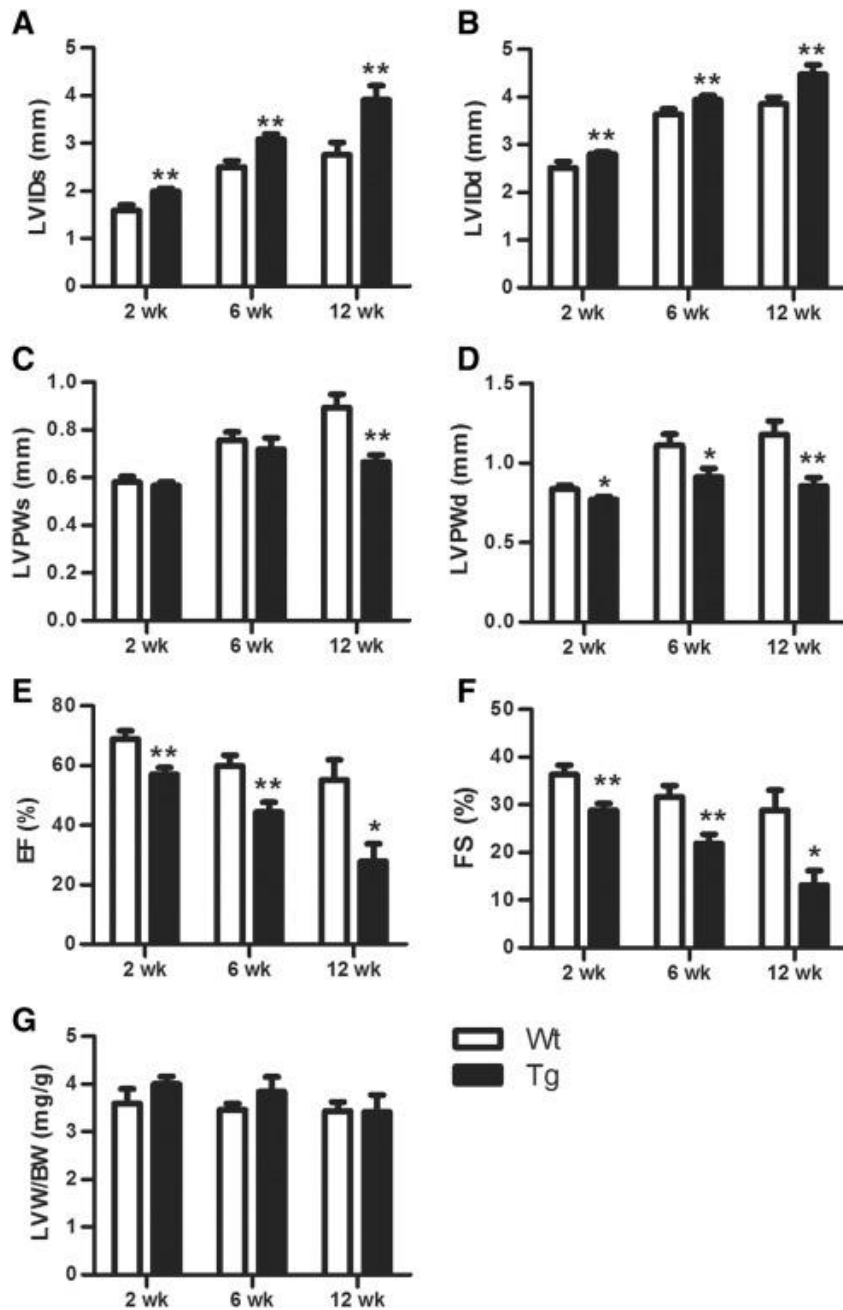 A
LVIDs (mm)
5
4
3
2
1
0
** ** **
2 wk 6 wk 12 wk
B
LVIDd (mm)
5
4
3
2
1
0
** ** **
2 wk 6 wk 12 wk
C
LVPWs (mm)
1.0
0.8
0.6
0.4
0.2
0.0
**
2 wk 6 wk 12 wk
D
LVPWd (mm)
1.5
1.0
0.5
0.0
* * **
2 wk 6 wk 12 wk
E
EF (%)
80
60
40
20
0
** ** *
2 wk 6 wk 12 wk
F
FS (%)
50
40
30
20
10
0
** ** *
2 wk 6 wk 12 wk
G
LVW/BW (mg/g)
5
4
3
2
1
0
2 wk 6 wk 12 wk
Wt
Tg